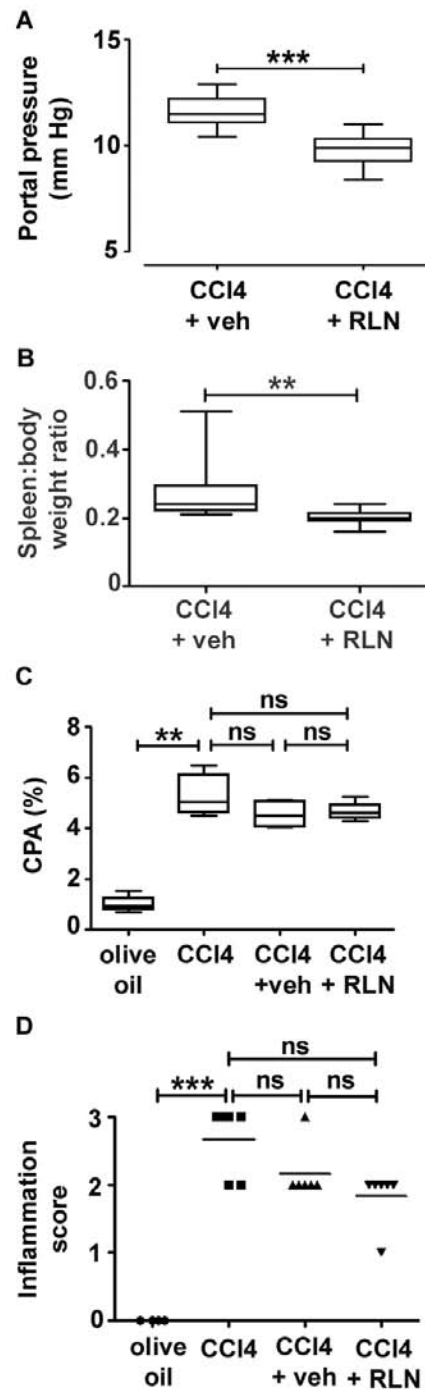 A
Portal pressure
(mm Hg)
15
10
5
***
CCl4
+ veh
CCl4
+ RLN
B
Spleen:body
weight ratio
0.6
0.4
0.2
0
**
CCl4
+ veh
CCl4
+ RLN
C
CPA (%)
8
6
4
2
0
ns
**
ns
ns
olive
oil
CCl4
CCl4
+veh
CCl4
+ RLN
D
Inflammation
score
3
2
1
0
ns
***
ns
ns
olive
oil
CCl4
CCl4
+ veh
CCl4
+ RLN